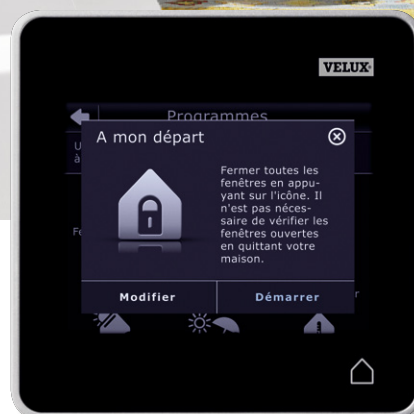 VELUX
Programmes
A mon départ
U
à
Fe
Fermer toutes les
fenêtres en appu-
yant sur l'icône. Il
n'est pas néces-
saire de vérifier les
fenêtres ouvertes
en quittant votre
maison.
r
Modifier Démarrer